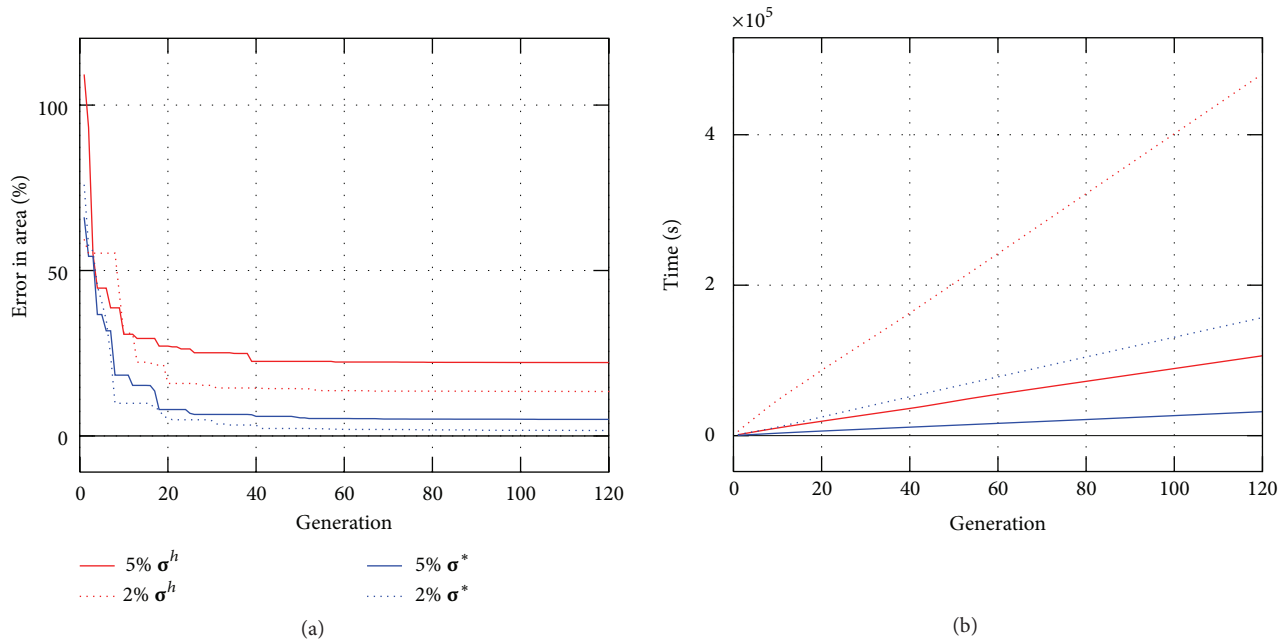 100
50
0
Error in area (%)
0
20
40
60
80
100
120
Generation
5% σ^h
2% σ^h
5% σ*
2% σ*
(a)
×10^5
4
2
0
Time (s)
0
20
40
60
80
100
120
Generation
(b)